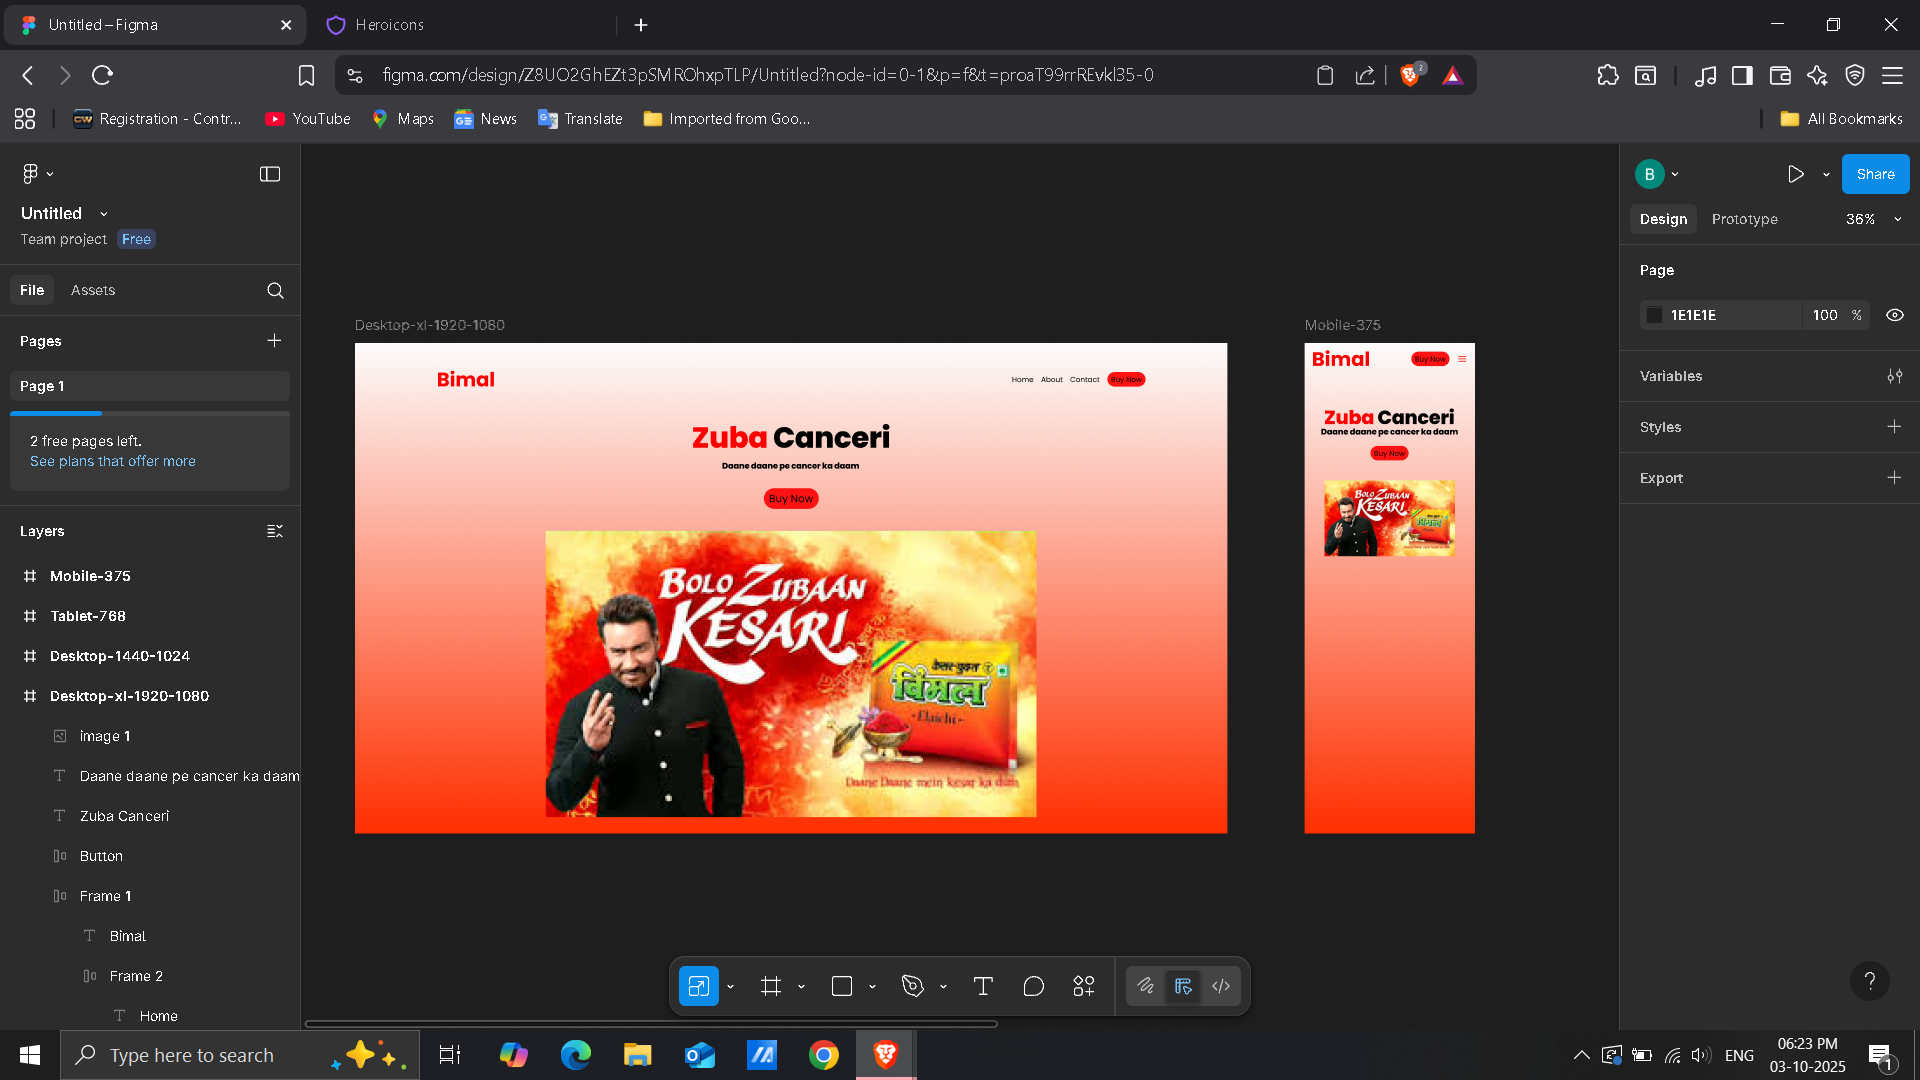 Untitled – Figma
Heroicons
figma.com/design/Z8UO2GhEZt3pSMROhxpTLP/Untitled?node-id=0-1&p=f&t=proaT99rrREvkl35-0
2
Registration - Contr...
YouTube
Maps
News
Translate
Imported from Goo...
All Bookmarks
Untitled
Team project
Free
File
Assets
Pages
Page 1
2 free pages left.
See plans that offer more
Layers
Mobile-375
Tablet-768
Desktop-1440-1024
Desktop-xl-1920-1080
image 1
Daane daane pe cancer ka daam
Zuba Canceri
Button
Frame 1
Bimal
Frame 2
Home
Desktop-xl-1920-1080
Bimal
Home
About
Contact
Buy Now
Zuba Canceri
Daane daane pe cancer ka daam
Buy Now
BOLO ZUBAAN
KESARI
केसर-युक्त
विमल
-Elaichi-
Daane Daane mein kesar ka dum
Mobile-375
Bimal
Buy Now
Zuba Canceri
Daane daane pe cancer ka daam
Buy Now
BOLO ZUBAAN
KESARI
विमल
B
Share
Design
Prototype
36%
Page
1E1E1E
100 %
Variables
Styles
Export
?
Type here to search
ENG
06:23 PM
03-10-2025
1